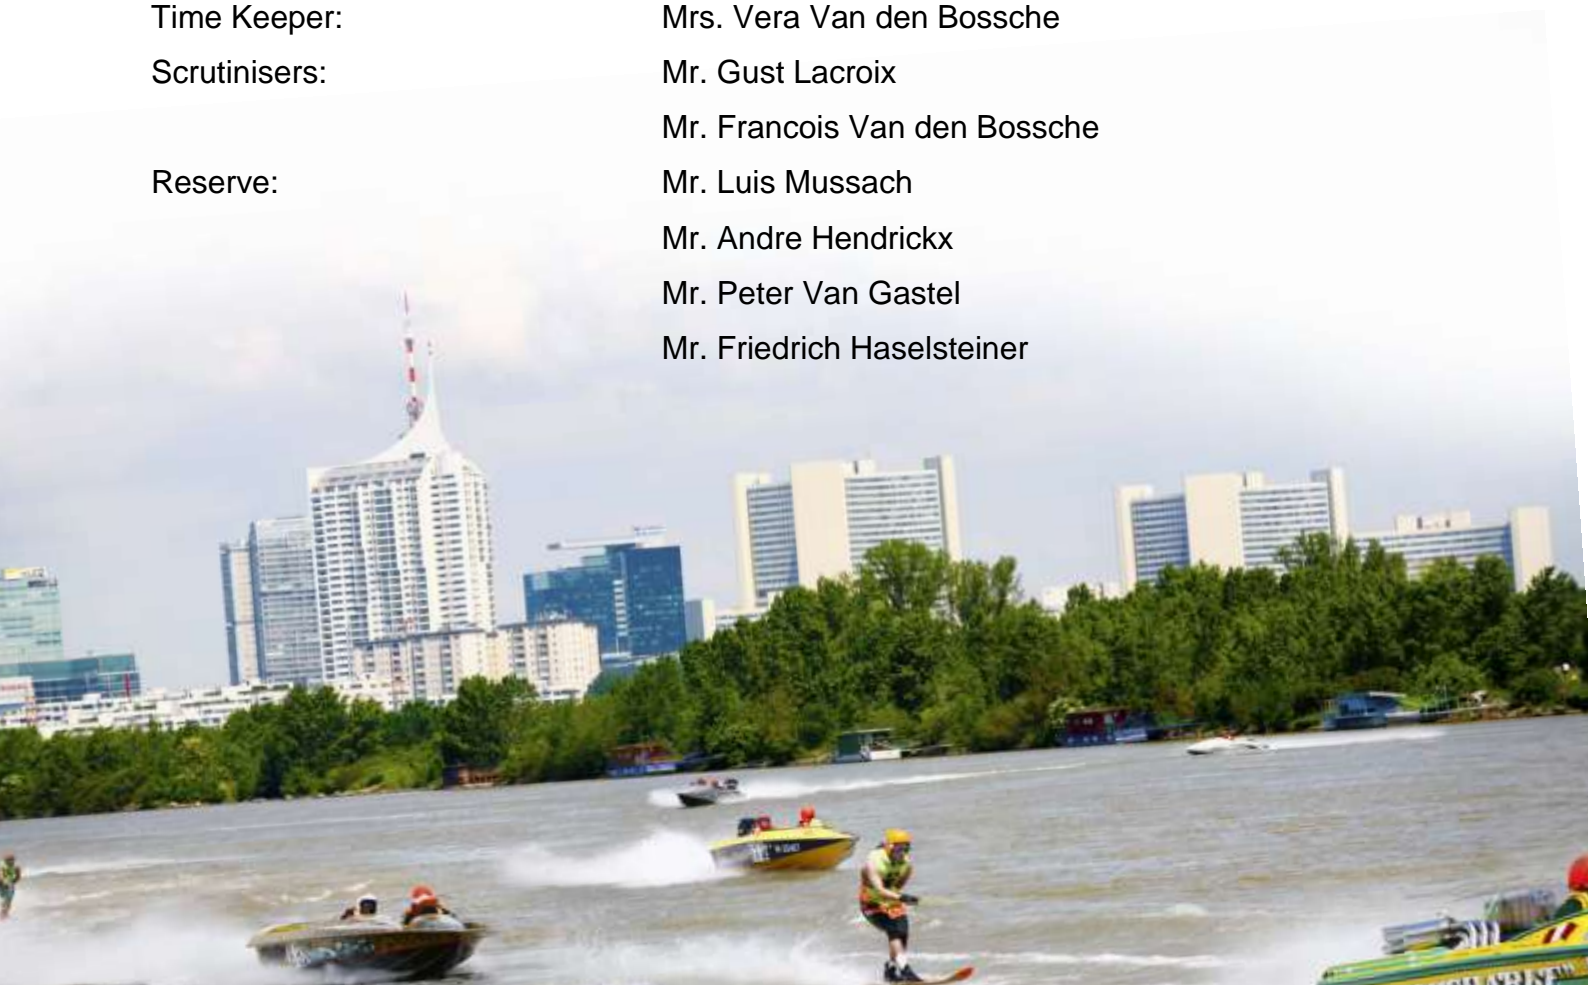 Time Keeper: Mrs. Vera Van den Bossche
Scrutinisers: Mr. Gust Lacroix
Mr. Francois Van den Bossche
Reserve: Mr. Luis Mussach
Mr. Andre Hendrickx
Mr. Peter Van Gastel
Mr. Friedrich Haselsteiner